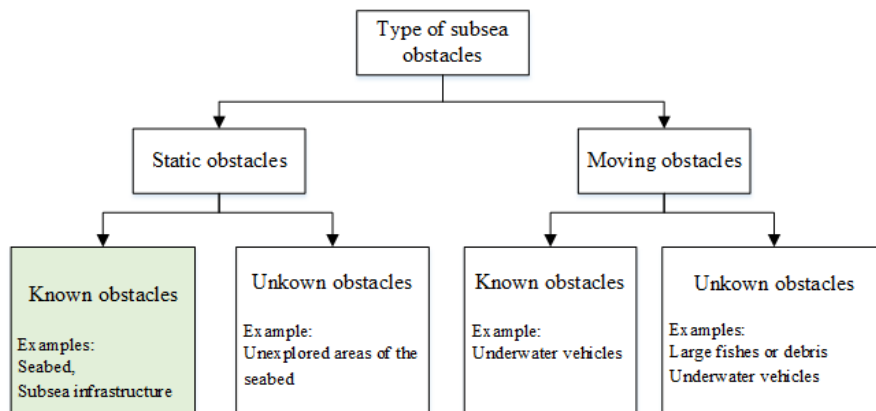 Type of subsea
obstacles
Static obstacles
Moving obstacles
Known obstacles
Examples:
Seabed,
Subsea infrastructure
Unkown obstacles
Example:
Unexplored areas of the
seabed
Known obstacles
Example:
Underwater vehicles
Unkown obstacles
Examples:
Large fishes or debris
Underwater vehicles